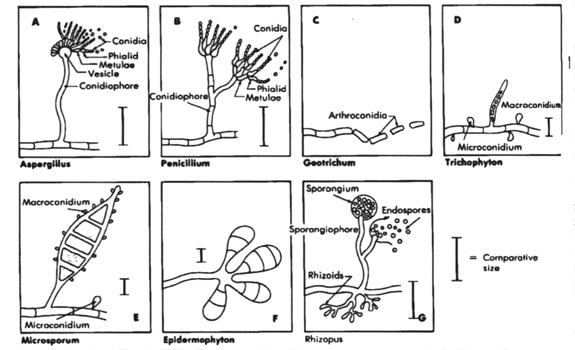 A
Conidia
Phialid
Metulae
Vesicle
Conidiophore
Aspergillus
B
Conidia
Phialid
Metulae
Conidiophore
Penicillium
C
Arthroconidia
Geotrichum
D
Macroconidium
Microconidium
Trichophyton
Macroconidium
Microconidium
E
Microsporum
F
Epidermophyton
Sporangium
Endospores
Sporangiophore
Rhizoids
G
Rhizopus
= Comparative
size